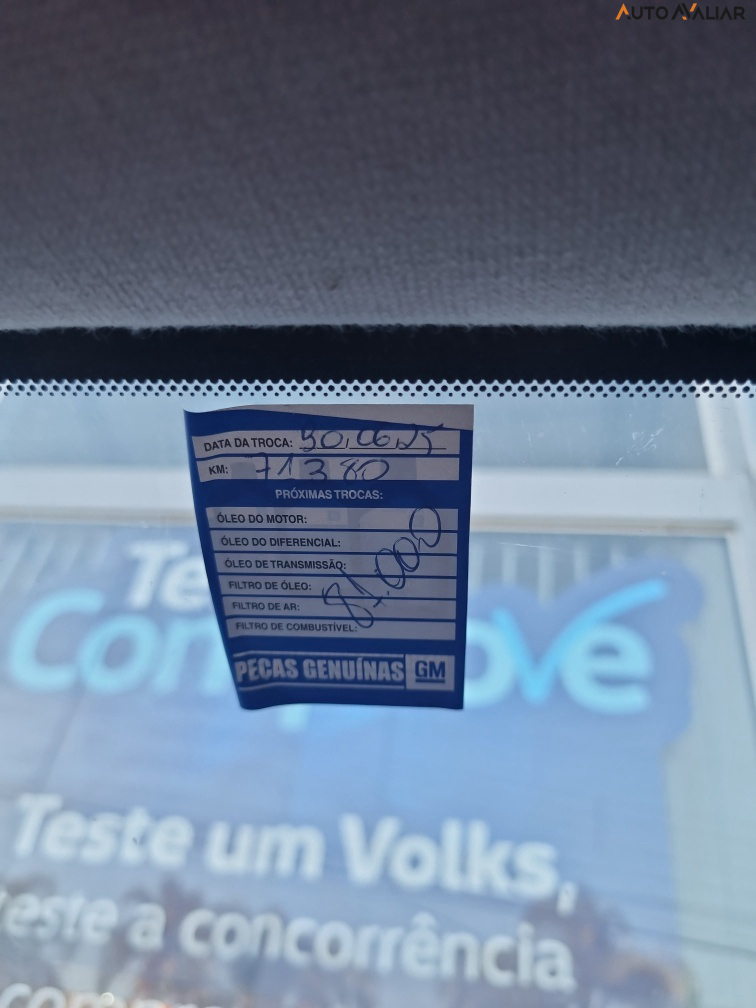 AUTO AVALIAR
DATA DA TROCA: 30.06.25
KM: 71380
PRÓXIMAS TROCAS:
ÓLEO DO MOTOR:
ÓLEO DO DIFERENCIAL:
ÓLEO DE TRANSMISSÃO:
FILTRO DE ÓLEO:
FILTRO DE AR:
FILTRO DE COMBUSTÍVEL:
81.000
PEÇAS GENUÍNAS GM
Teste um Volks,
teste a concorrência